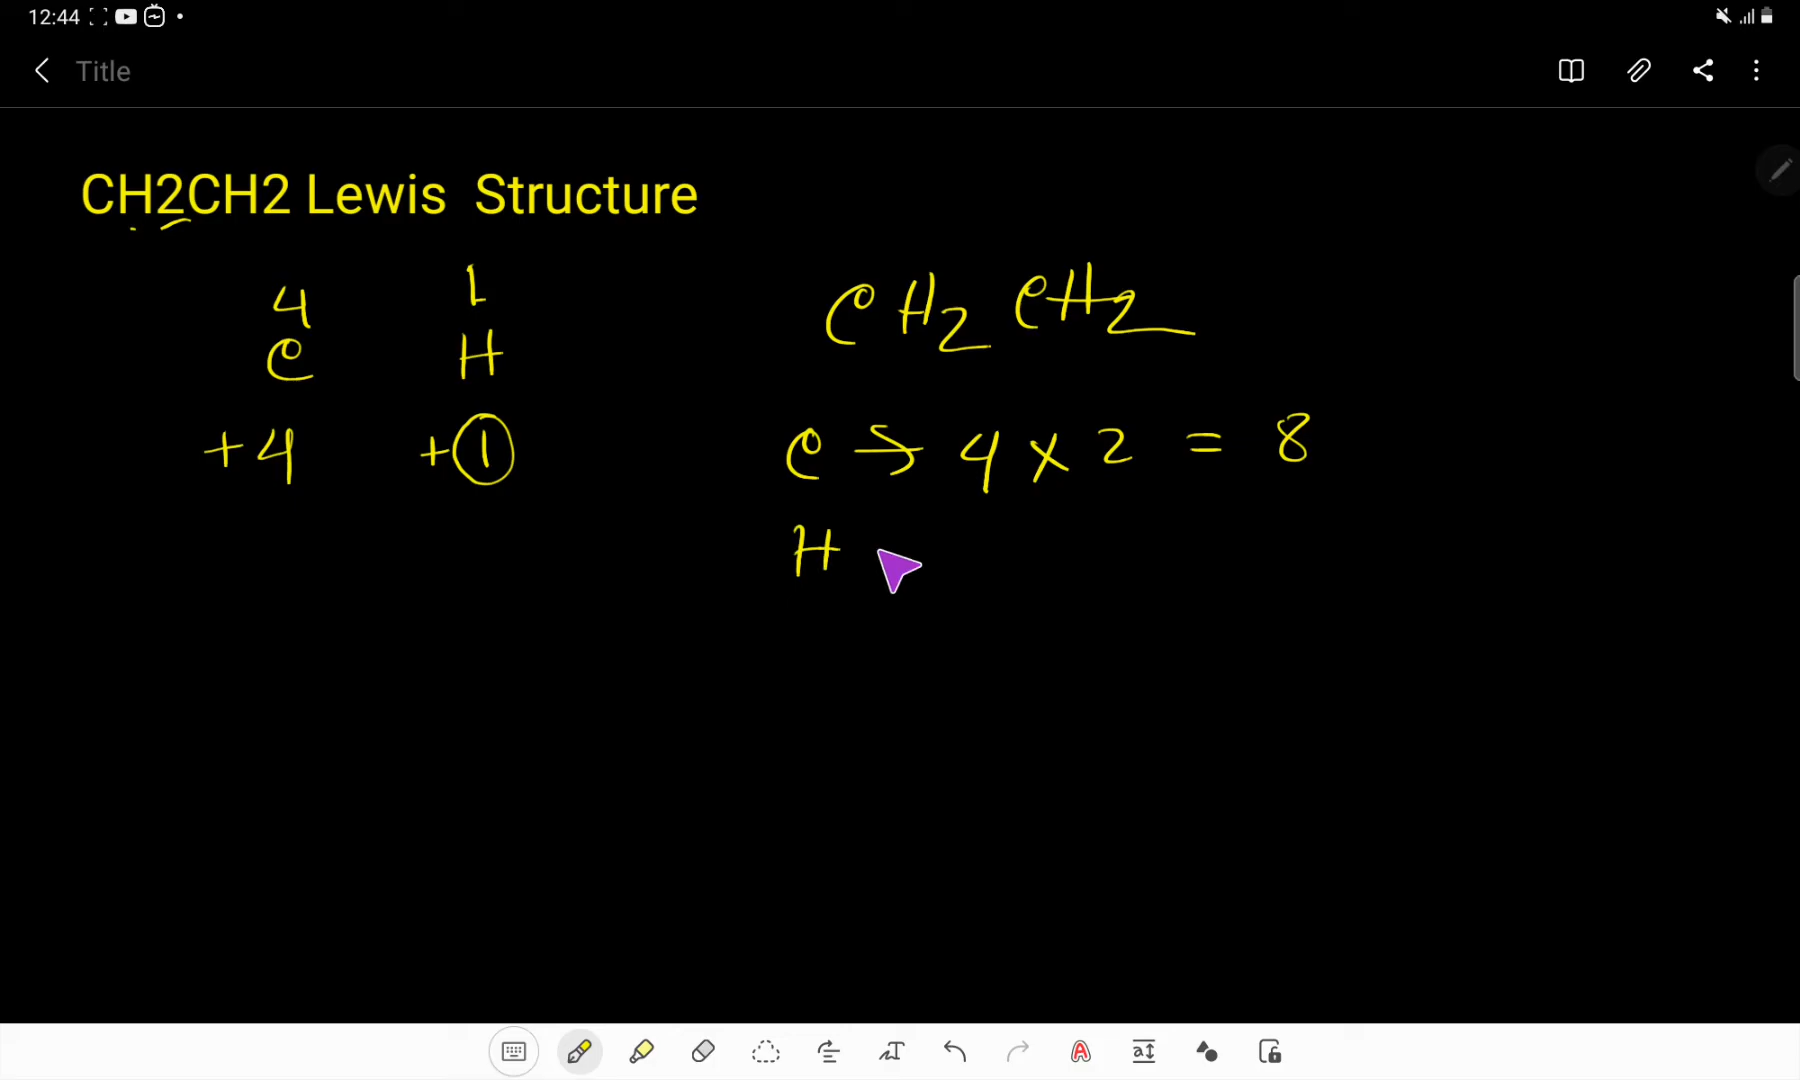 12:44
Title
CH2CH2 Lewis Structure
4 1
C H
+4 +1
CH2 CH2
C → 4 x 2 = 8
H